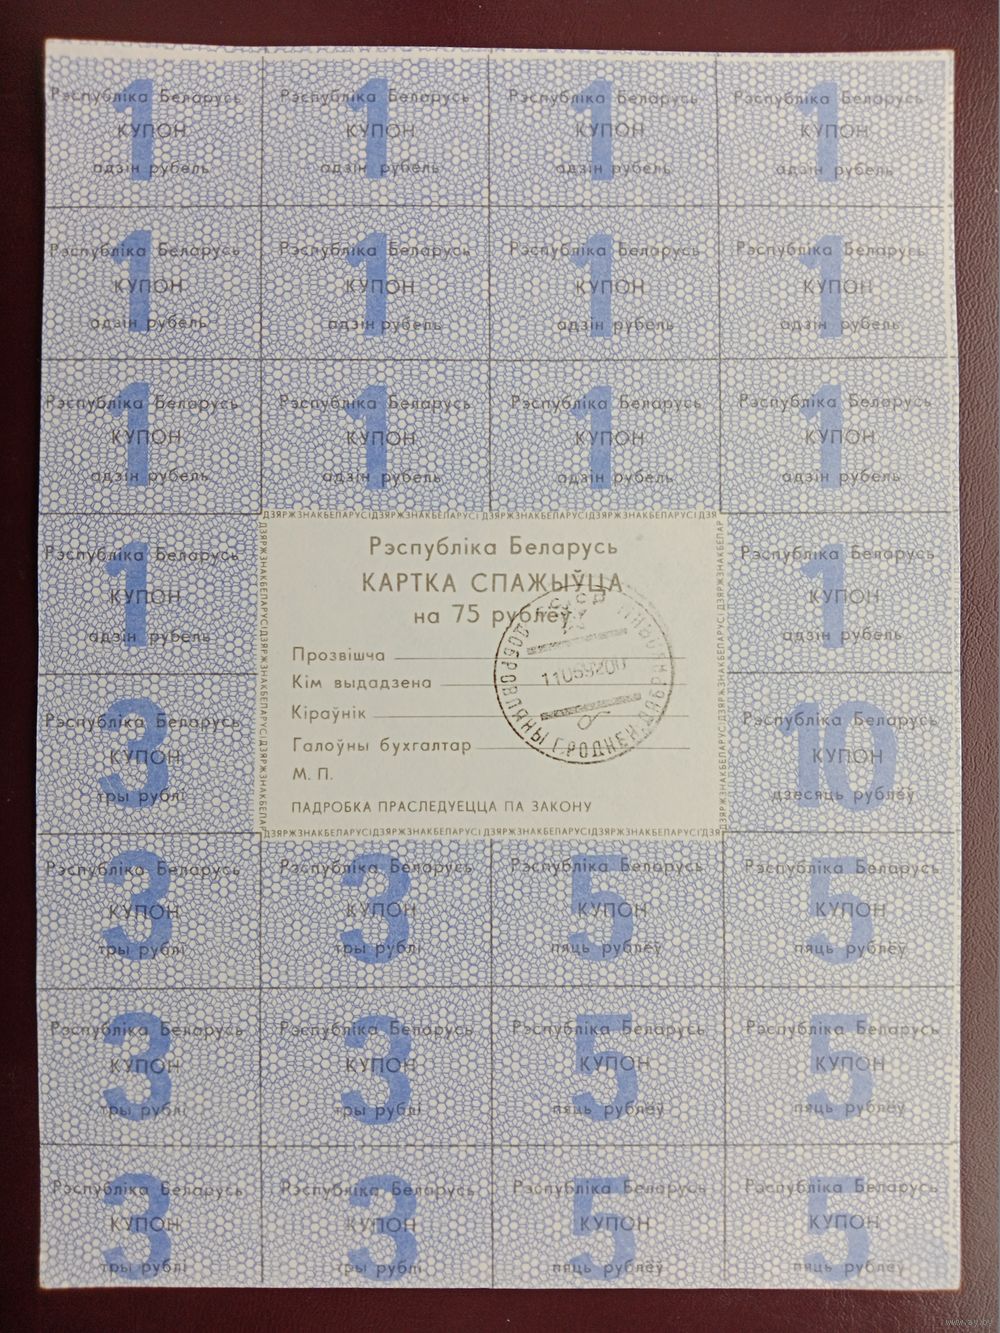 Рэспубліка Беларусь Рэспубліка Беларусь Рэспубліка Беларусь Рэспубліка Беларусь
1 КУПОН 1 КУПОН 1 КУПОН 1 КУПОН
адзін рубель адзін рубель адзін рубель адзін рубель
Рэспубліка Беларусь Рэспубліка Беларусь Рэспубліка Беларусь Рэспубліка Беларусь
1 КУПОН 1 КУПОН 1 КУПОН 1 КУПОН
адзін рубель адзін рубель адзін рубель адзін рубель
Рэспубліка Беларусь Рэспубліка Беларусь Рэспубліка Беларусь Рэспубліка Беларусь
1 КУПОН 1 КУПОН 1 КУПОН 1 КУПОН
адзін рубель адзін рубель адзін рубель адзін рубель
Рэспубліка Беларусь
1 КУПОН
адзін рубель
ДЗЯРЖЗНАКБЕЛАРУСІДЗЯРЖЗНАКБЕЛАРУСІДЗЯРЖЗНАКБЕЛАРУСІДЗЯРЖЗНАКБЕЛАРУСІДЗЯ
Рэспубліка Беларусь
КАРТКА СПАЖЫЎЦА
на 75 рублёў
Прозвішча
Кім выдадзена
Кіраўнік
Галоўны бухгалтар
М. П.
ПАДРОБКА ПРАСЛЕДУЕЦЦА ПА ЗАКОНУ
ДЗЯРЖЗНАКБЕЛАРУСІДЗЯРЖЗНАКБЕЛАРУСІДЗЯРЖЗНАКБЕЛАРУСІДЗЯРЖЗНАКБЕЛАРУСІДЗЯ
Рэспубліка Беларусь
1 КУПОН
адзін рубель
Рэспубліка Беларусь
3 КУПОН
тры рублі
Рэспубліка Беларусь
10 КУПОН
дзесяць рублёў
Рэспубліка Беларусь Рэспубліка Беларусь Рэспубліка Беларусь Рэспубліка Беларусь
3 КУПОН 3 КУПОН 5 КУПОН 5 КУПОН
тры рублі тры рублі пяць рублёў пяць рублёў
Рэспубліка Беларусь Рэспубліка Беларусь Рэспубліка Беларусь Рэспубліка Беларусь
3 КУПОН 3 КУПОН 5 КУПОН 5 КУПОН
тры рублі тры рублі пяць рублёў пяць рублёў
Рэспубліка Беларусь Рэспубліка Беларусь Рэспубліка Беларусь Рэспубліка Беларусь
3 КУПОН 3 КУПОН 5 КУПОН 5 КУПОН
тры рублі тры рублі пяць рублёў пяць рублёў